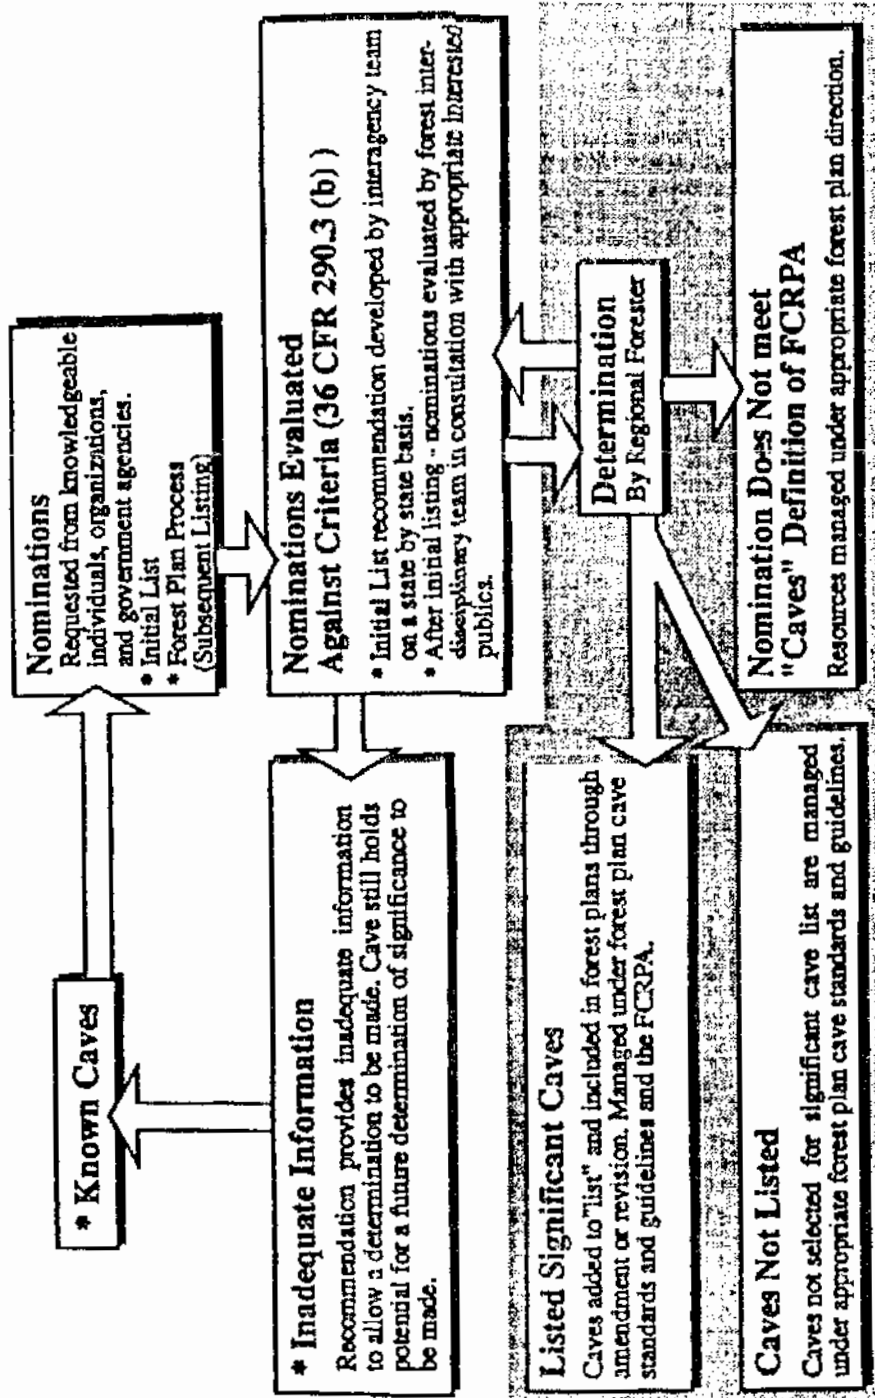 * Known Caves
Nominations
Requested from knowledgeable
individuals, organizations,
and government agencies.
* Initial List
* Forest Plan Process
(Subsequent Listing)
* Inadequate Information
Recommendation provides inadequate information
to allow a determination to be made. Cave still holds
potential for a future determination of significance to
be made.
Nominations Evaluated
Against Criteria (36 CFR 290.3 (b) )
* Initial List recommendation developed by interagency team
on a state by state basis.
* After initial listing - nominations evaluated by forest inter-
disciplinary team in consultation with appropriate interested
publics.
Determination
By Regional Forester
Listed Significant Caves
Caves added to "list" and included in forest plans through
amendment or revision. Managed under forest plan cave
standards and guidelines and the FCRPA.
Caves Not Listed
Caves not selected for significant cave list are managed
under appropriate forest plan cave standards and guidelines.
Nomination Does Not meet
"Caves" Definition of FCRPA
Resources managed under appropriate forest plan direction.